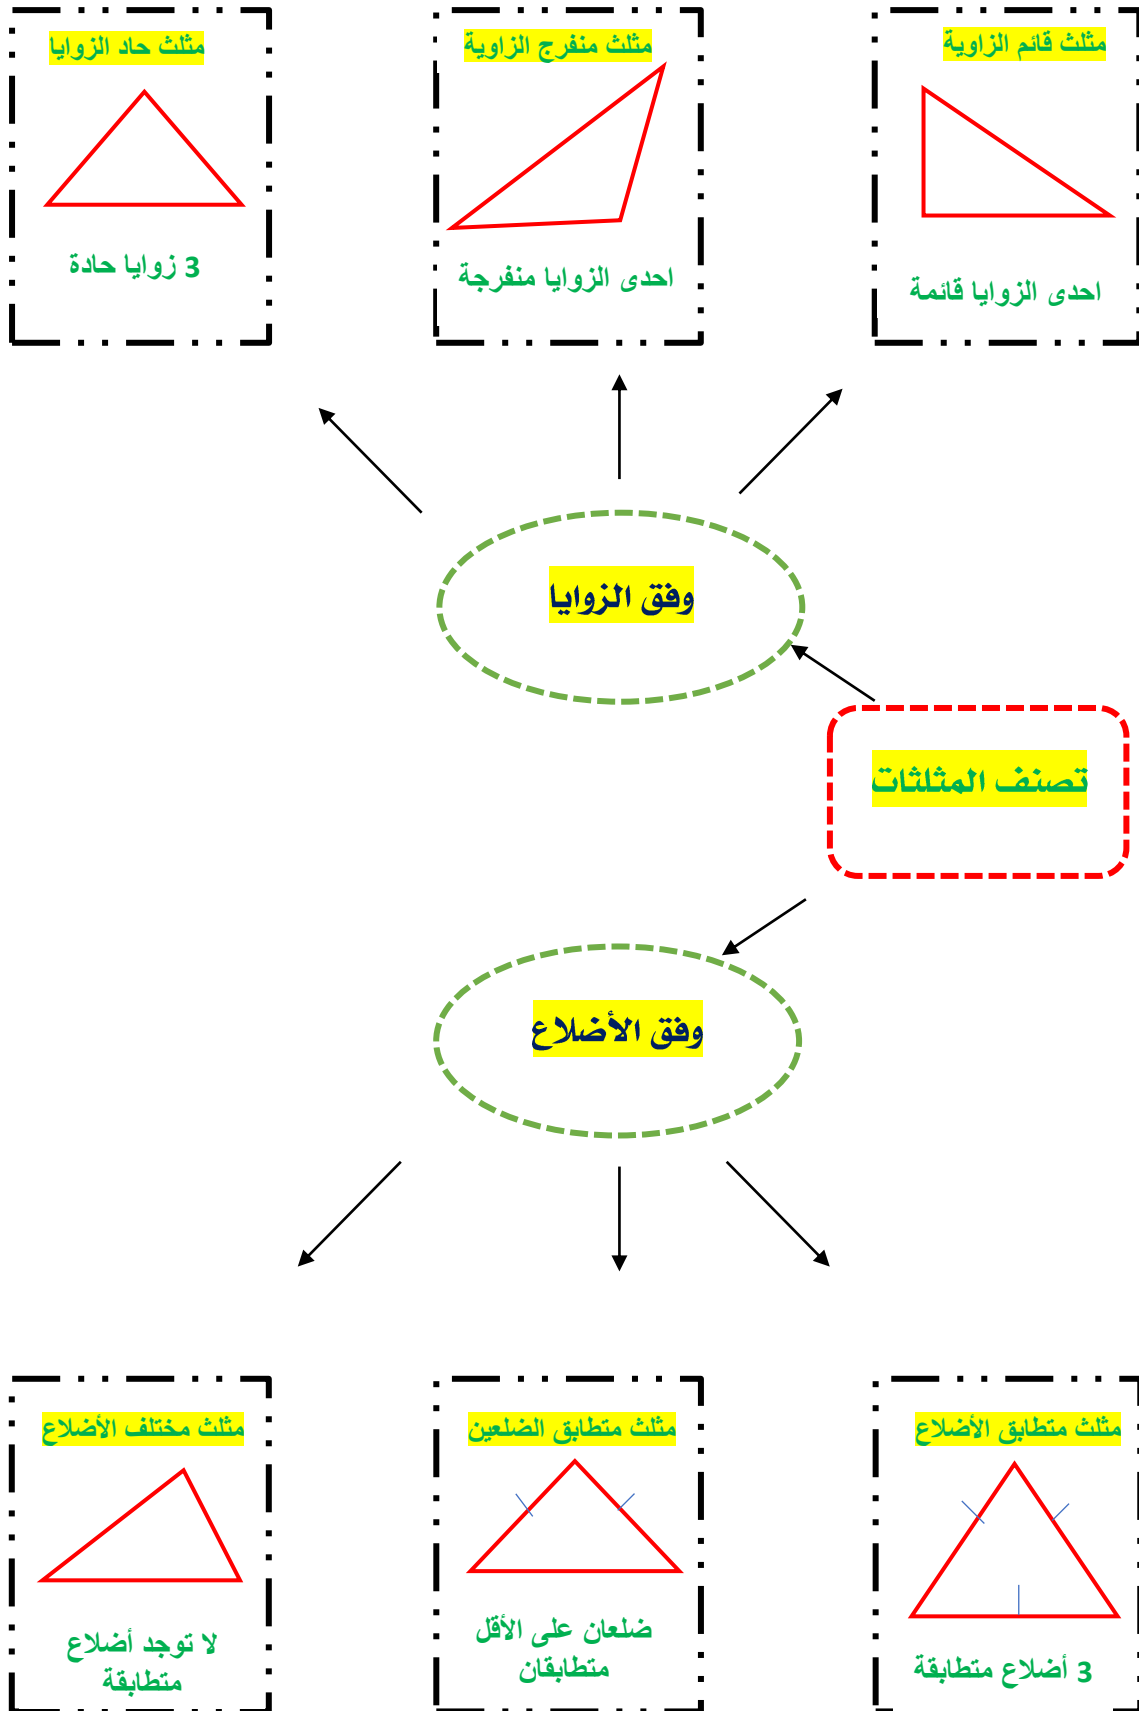 مثلث قائم الزاوية
احدى الزوايا قائمة
مثلث منفرج الزاوية
احدى الزوايا منفرجة
مثلث حاد الزوايا
3 زوايا حادة
وفق الزوايا
تصنف المثلثات
وفق الأضلاع
مثلث متطابق الأضلاع
3 أضلاع متطابقة
مثلث متطابق الضلعين
ضلعان على الأقل
متطابقان
مثلث مختلف الأضلاع
لا توجد أضلاع
متطابقة